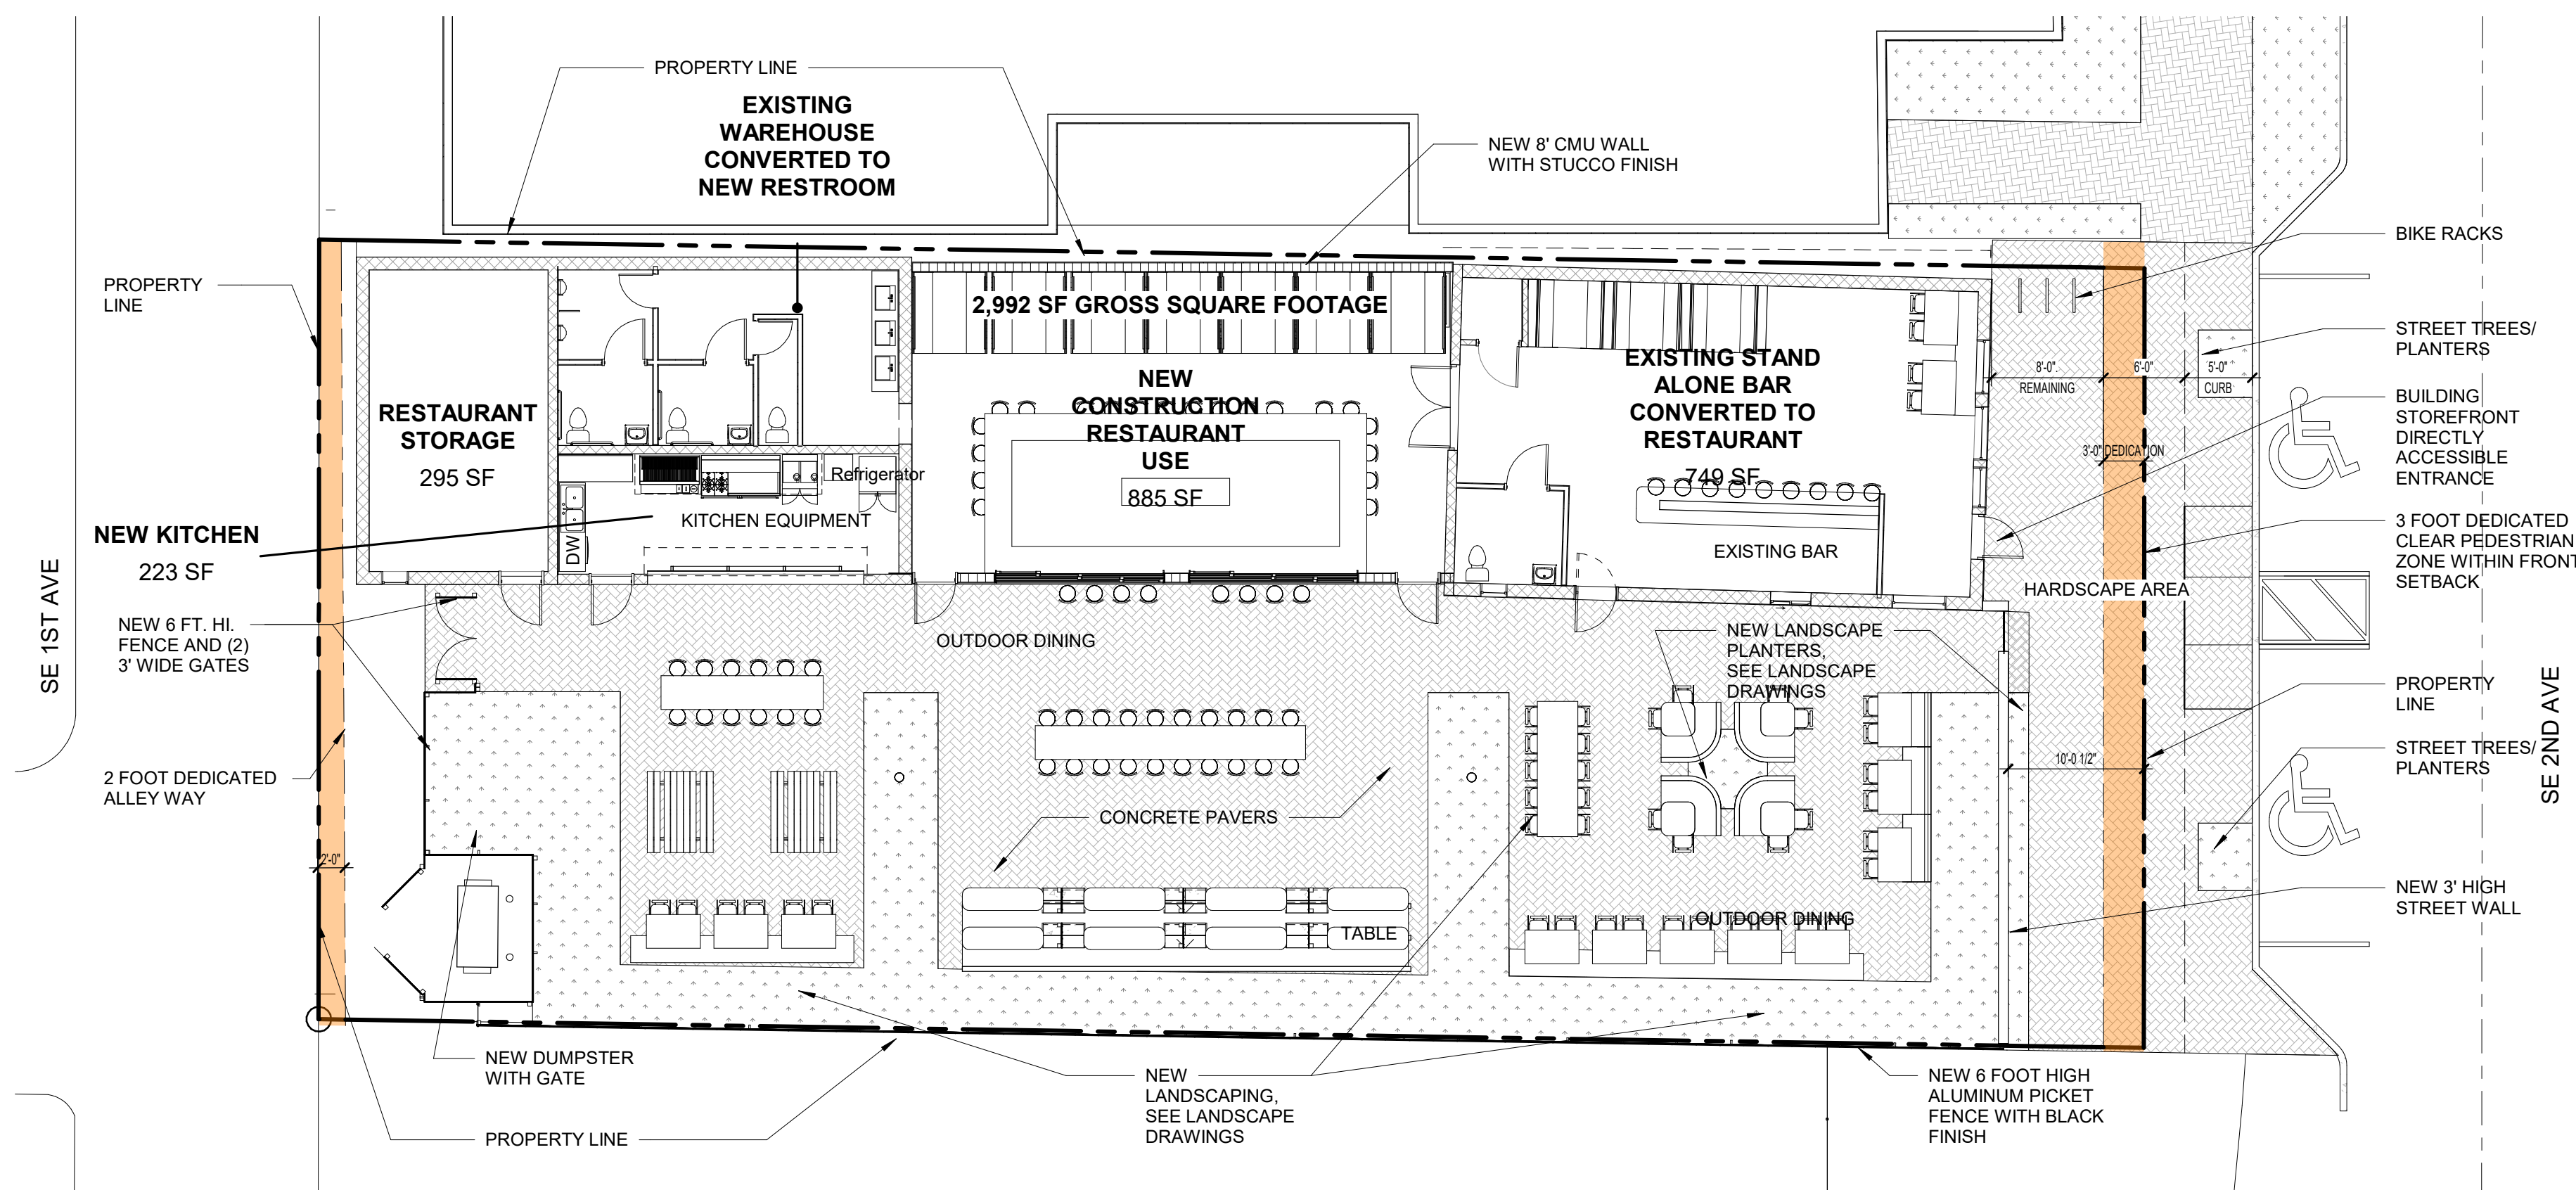 PROPERTY LINE
EXISTING
WAREHOUSE
CONVERTED TO
NEW RESTROOM
NEW 8' CMU WALL
WITH STUCCO FINISH
PROPERTY
LINE
2,992 SF GROSS SQUARE FOOTAGE
RESTAURANT
STORAGE
295 SF
NEW
CONSTRUCTION
RESTAURANT
USE
885 SF
EXISTING STAND
ALONE BAR
CONVERTED TO
RESTAURANT
749 SF
Refrigerator
KITCHEN EQUIPMENT
DW
EXISTING BAR
NEW KITCHEN
223 SF
SE 1ST AVE
NEW 6 FT. HI.
FENCE AND (2)
3' WIDE GATES
2 FOOT DEDICATED
ALLEY WAY
2'-0"
OUTDOOR DINING
NEW LANDSCAPE
PLANTERS,
SEE LANDSCAPE
DRAWINGS
CONCRETE PAVERS
TABLE
OUTDOOR DINING
8'-0".
REMAINING
6'-0"
5'-0"
CURB
3'-0" DEDICATION
HARDSCAPE AREA
10'-0 1/2"
BIKE RACKS
STREET TREES/
PLANTERS
BUILDING
STOREFRONT
DIRECTLY
ACCESSIBLE
ENTRANCE
3 FOOT DEDICATED
CLEAR PEDESTRIAN
ZONE WITHIN FRONT
SETBACK
PROPERTY
LINE
STREET TREES/
PLANTERS
NEW 3' HIGH
STREET WALL
SE 2ND AVE
NEW DUMPSTER
WITH GATE
PROPERTY LINE
NEW
LANDSCAPING,
SEE LANDSCAPE
DRAWINGS
NEW 6 FOOT HIGH
ALUMINUM PICKET
FENCE WITH BLACK
FINISH